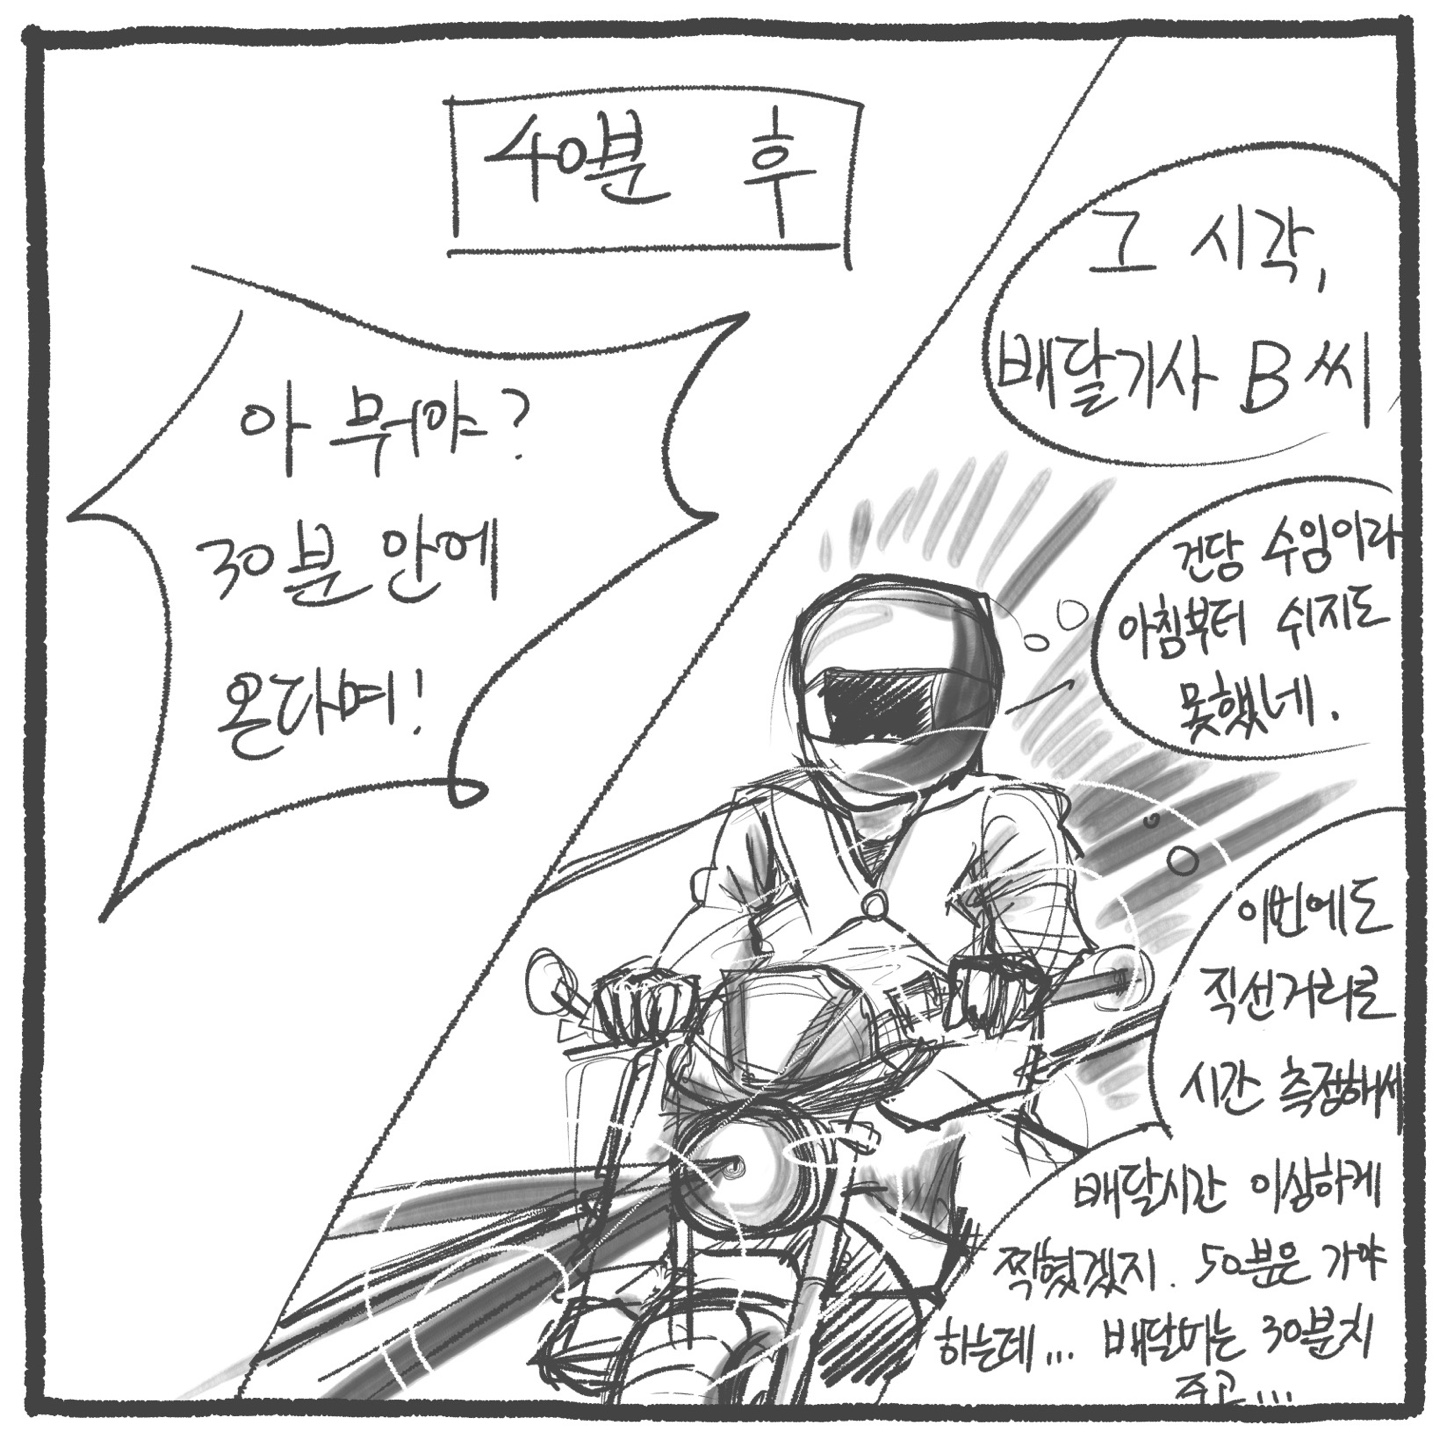 40분 후
아 뭐야?
30분 안에
온다며!
그 시각,
배달기사 B씨
건당 수임이라
아침부터 쉬지도
못했네.
이번에도
직선거리로
시간 측정해서
배달시간 이상하게
찍혔겠지. 50분은 가야
하는데... 배달비는 30분치
주고...